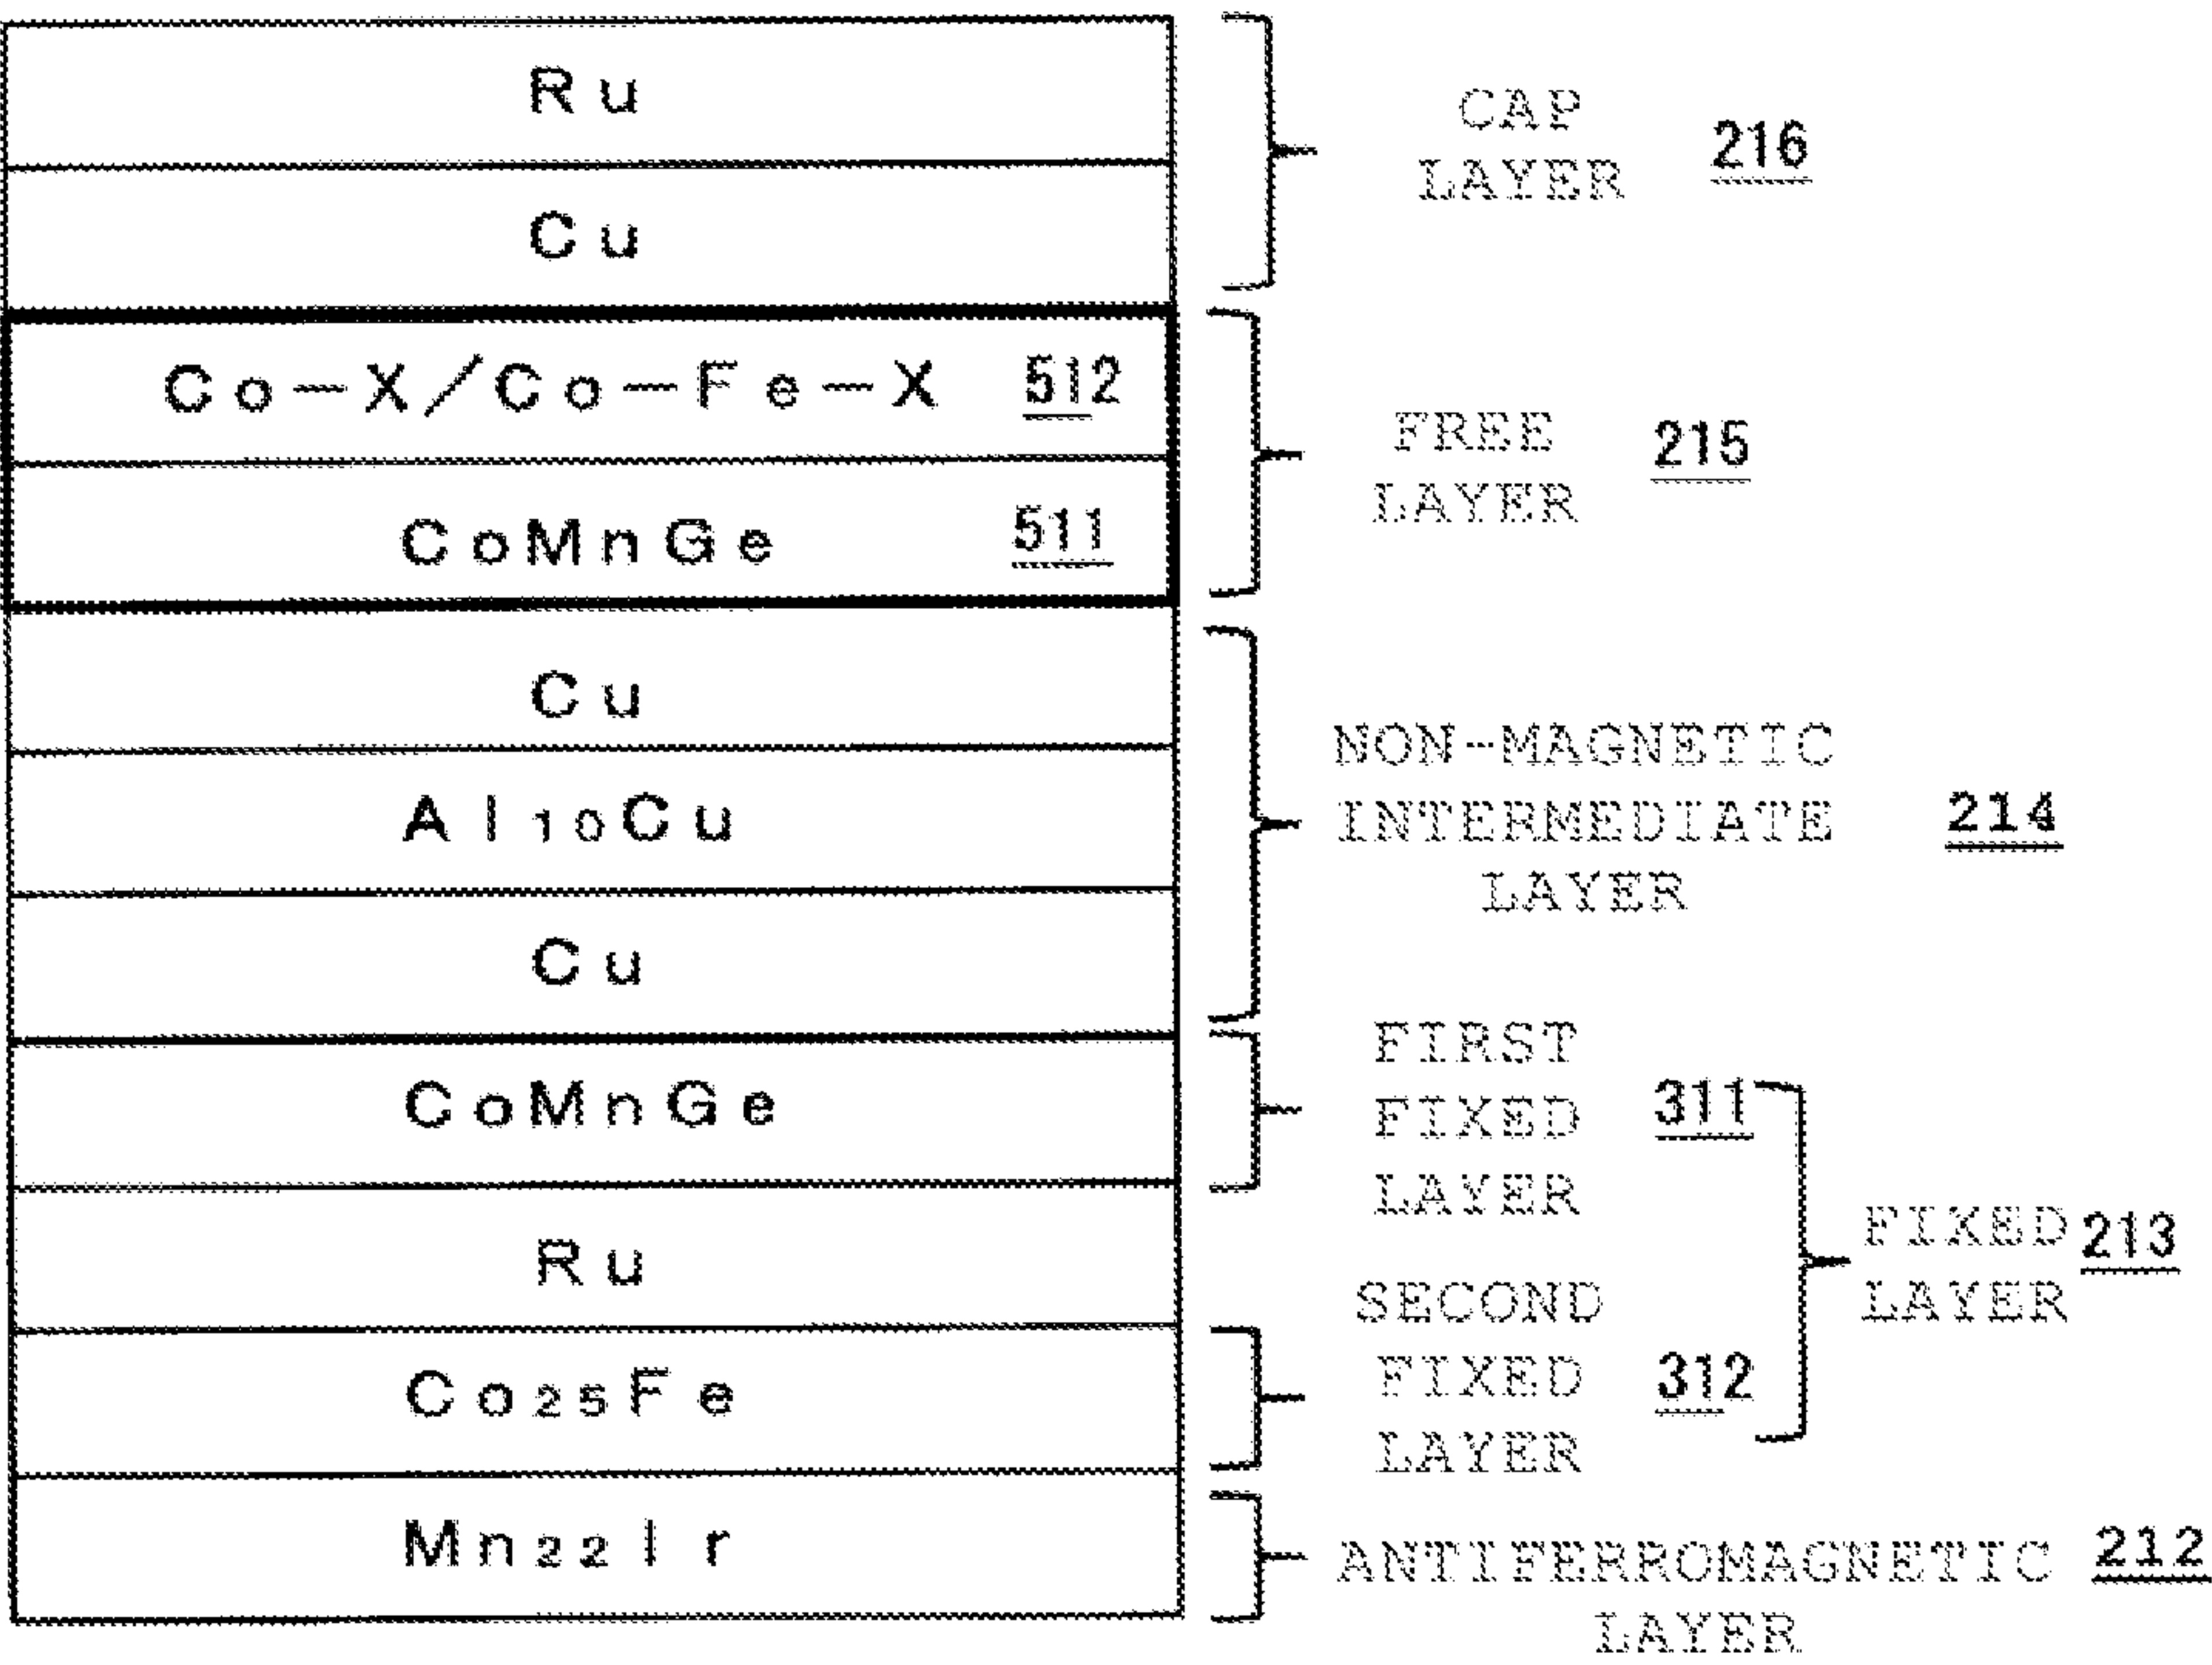 Ru
Cu
Co-X/Co-Fe-X 512
CoMnGe 511
Cu
Al10Cu
Cu
CoMnGe
Ru
Co25Fe
Mn22Ir
CAP
LAYER 216
FREE
LAYER 215
NON-MAGNETIC
INTERMEDIATE
LAYER 214
FIRST
FIXED
LAYER 311
SECOND
FIXED
LAYER 312
FIXED
LAYER 213
ANTIFERROMAGNETIC
LAYER 212